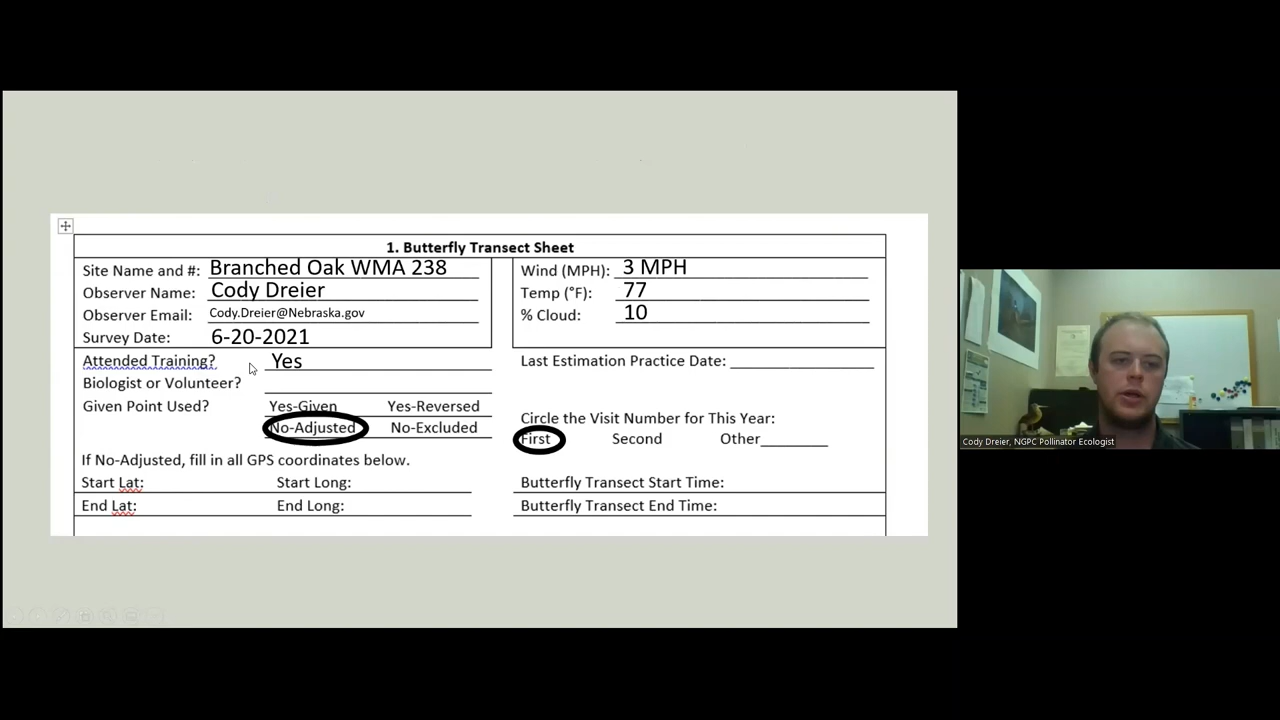 1. Butterfly Transect Sheet
Site Name and #: Branched Oak WMA 238
Observer Name: Cody Dreier
Observer Email: Cody.Dreier@Nebraska.gov
Survey Date: 6-20-2021
Wind (MPH): 3 MPH
Temp (°F): 77
% Cloud: 10
Attended Training? Yes
Biologist or Volunteer?
Given Point Used? Yes-Given Yes-Reversed
No-Adjusted No-Excluded
If No-Adjusted, fill in all GPS coordinates below.
Start Lat: Start Long:
End Lat: End Long:
Last Estimation Practice Date:
Circle the Visit Number for This Year:
First Second Other
Butterfly Transect Start Time:
Butterfly Transect End Time:
Cody Dreier, NGPC Pollinator Ecologist